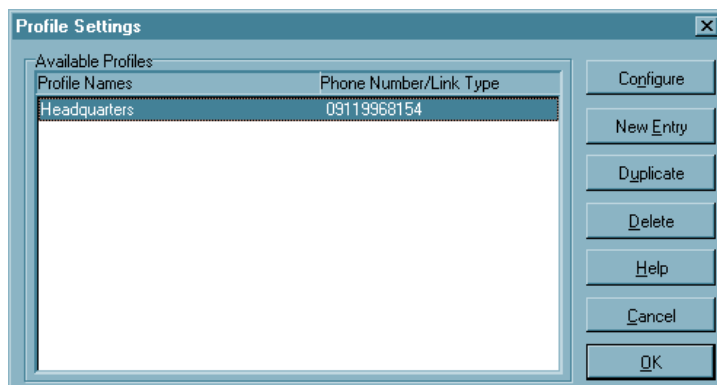 Profile Settings
Available Profiles
Profile Names Phone Number/Link Type
Headquarters 09119968154
Configure
New Entry
Duplicate
Delete
Help
Cancel
OK